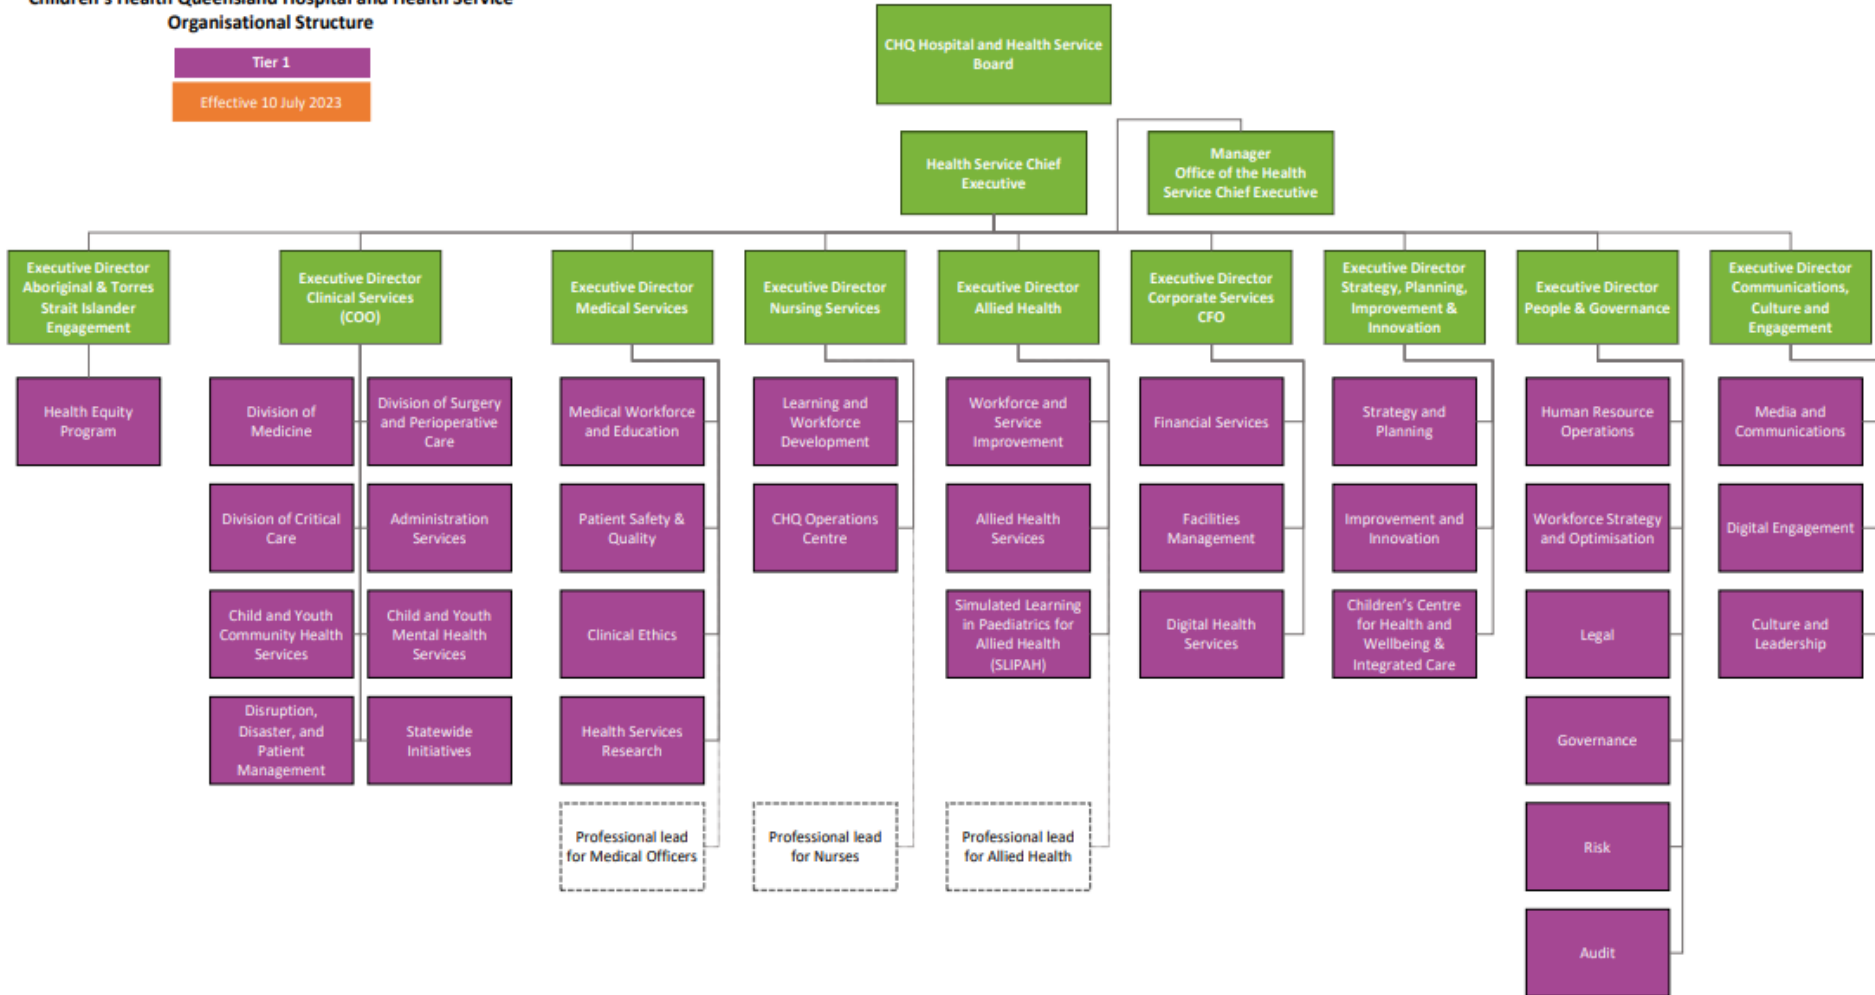 Children's Health Queensland Hospital and Health Service
Organisational Structure
Tier 1
Effective 10 July 2023
CHQ Hospital and Health Service
Board
Health Service Chief
Executive
Manager
Office of the Health
Service Chief Executive
Executive Director
Aboriginal & Torres
Strait Islander
Engagement
Executive Director
Clinical Services
(COO)
Executive Director
Medical Services
Executive Director
Nursing Services
Executive Director
Allied Health
Executive Director
Corporate Services
CFO
Executive Director
Strategy, Planning,
Improvement &
Innovation
Executive Director
People & Governance
Executive Director
Communications,
Culture and
Engagement
Health Equity
Program
Division of
Medicine
Division of Surgery
and Perioperative
Care
Division of Critical
Care
Administration
Services
Child and Youth
Community Health
Services
Child and Youth
Mental Health
Services
Disruption,
Disaster, and
Patient
Management
Statewide
Initiatives
Medical Workforce
and Education
Patient Safety &
Quality
Clinical Ethics
Health Services
Research
Professional lead
for Medical Officers
Learning and
Workforce
Development
CHQ Operations
Centre
Professional lead
for Nurses
Workforce and
Service
Improvement
Allied Health
Services
Simulated Learning
in Paediatrics for
Allied Health
(SLIPAH)
Professional lead
for Allied Health
Financial Services
Facilities
Management
Digital Health
Services
Strategy and
Planning
Improvement and
Innovation
Children's Centre
for Health and
Wellbeing &
Integrated Care
Human Resource
Operations
Workforce Strategy
and Optimisation
Legal
Governance
Risk
Audit
Media and
Communications
Digital Engagement
Culture and
Leadership